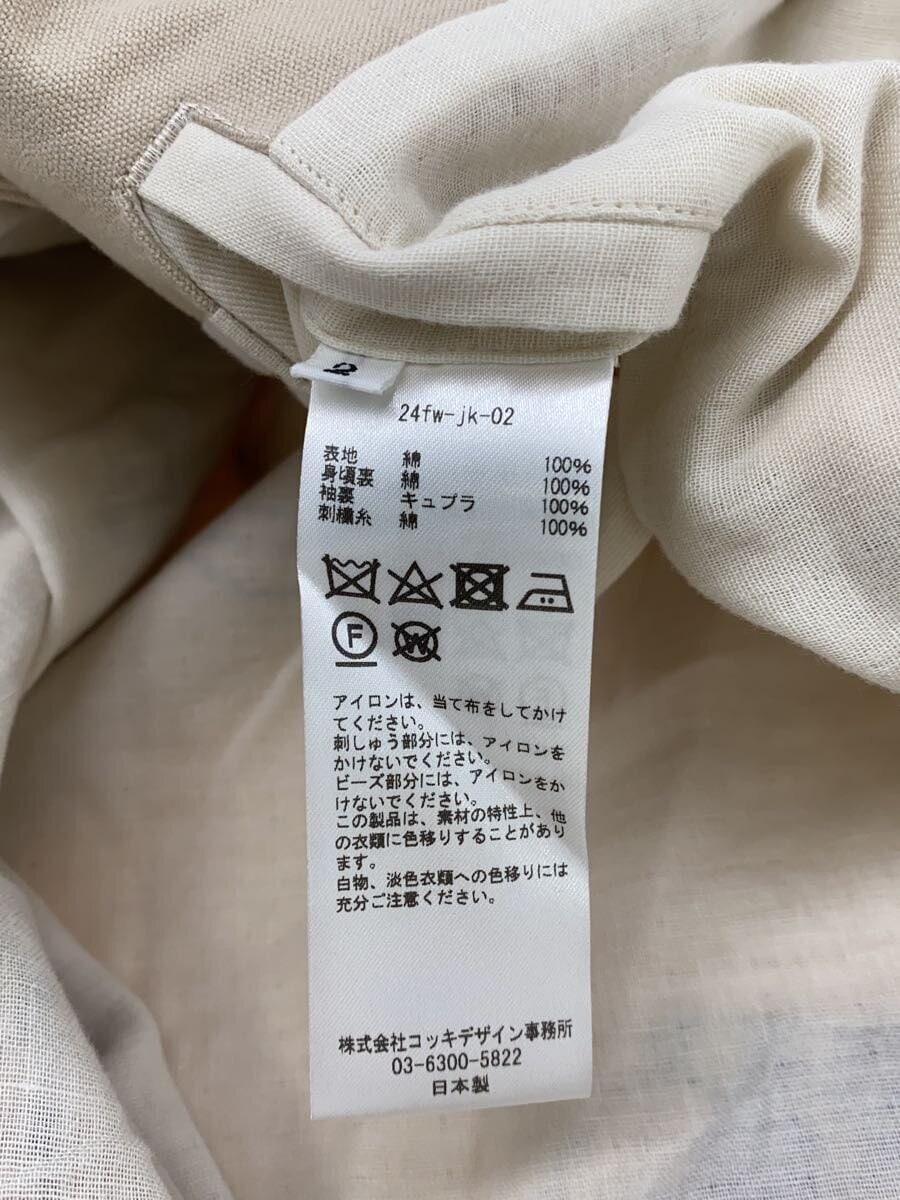 2
24fw-jk-02
表地 綿 100%
身頃裏 綿 100%
袖裏 キュプラ 100%
刺繍糸 綿 100%
F
W
アイロンは、当て布をしてかけ
てください。
刺しゅう部分には、アイロンを
かけないでください。
ビーズ部分には、アイロンをか
けないでください。
この製品は、素材の特性上、他
の衣類に色移りすることがあり
ます。
白物、淡色衣類への色移りには
充分ご注意ください。
株式会社コッキデザイン事務所
03-6300-5822
日本製